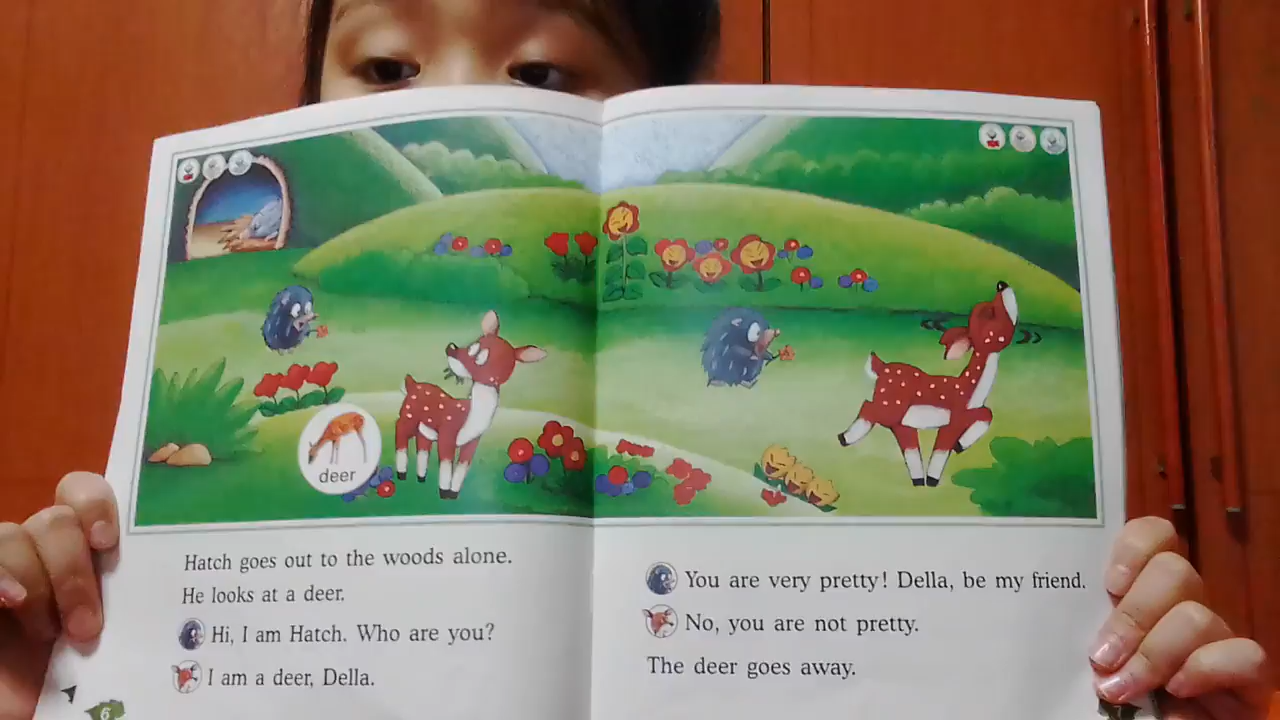 deer
Hatch goes out to the woods alone.
He looks at a deer.
Hi, I am Hatch. Who are you?
I am a deer, Della.
6
You are very pretty! Della, be my friend.
No, you are not pretty.
The deer goes away.